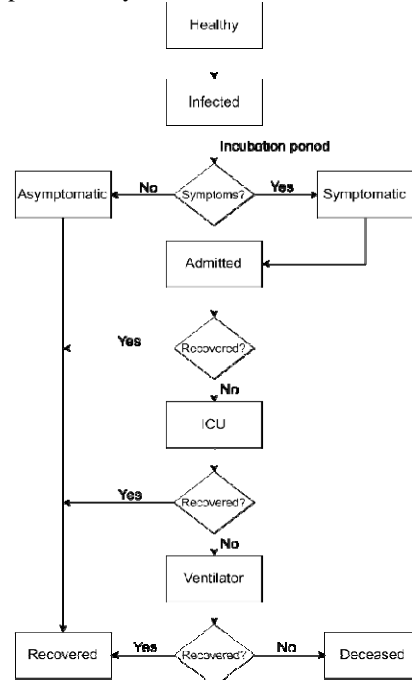 Healthy
Infected
Incubation period
Asymptomatic
No
Symptoms?
Yes
Symptomatic
Admitted
Yes
Recovered?
No
ICU
Yes
Recovered?
No
Ventilator
Recovered
Yes
Recovered?
No
Deceased